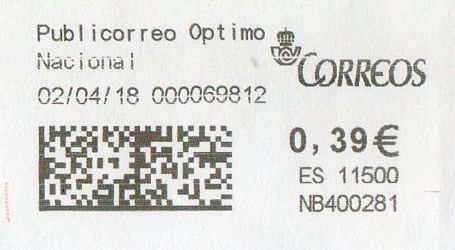 Publicorreo Optimo
Nacional
02/04/18 000069812
CORREOS
0,39€
ES 11500
NB400281